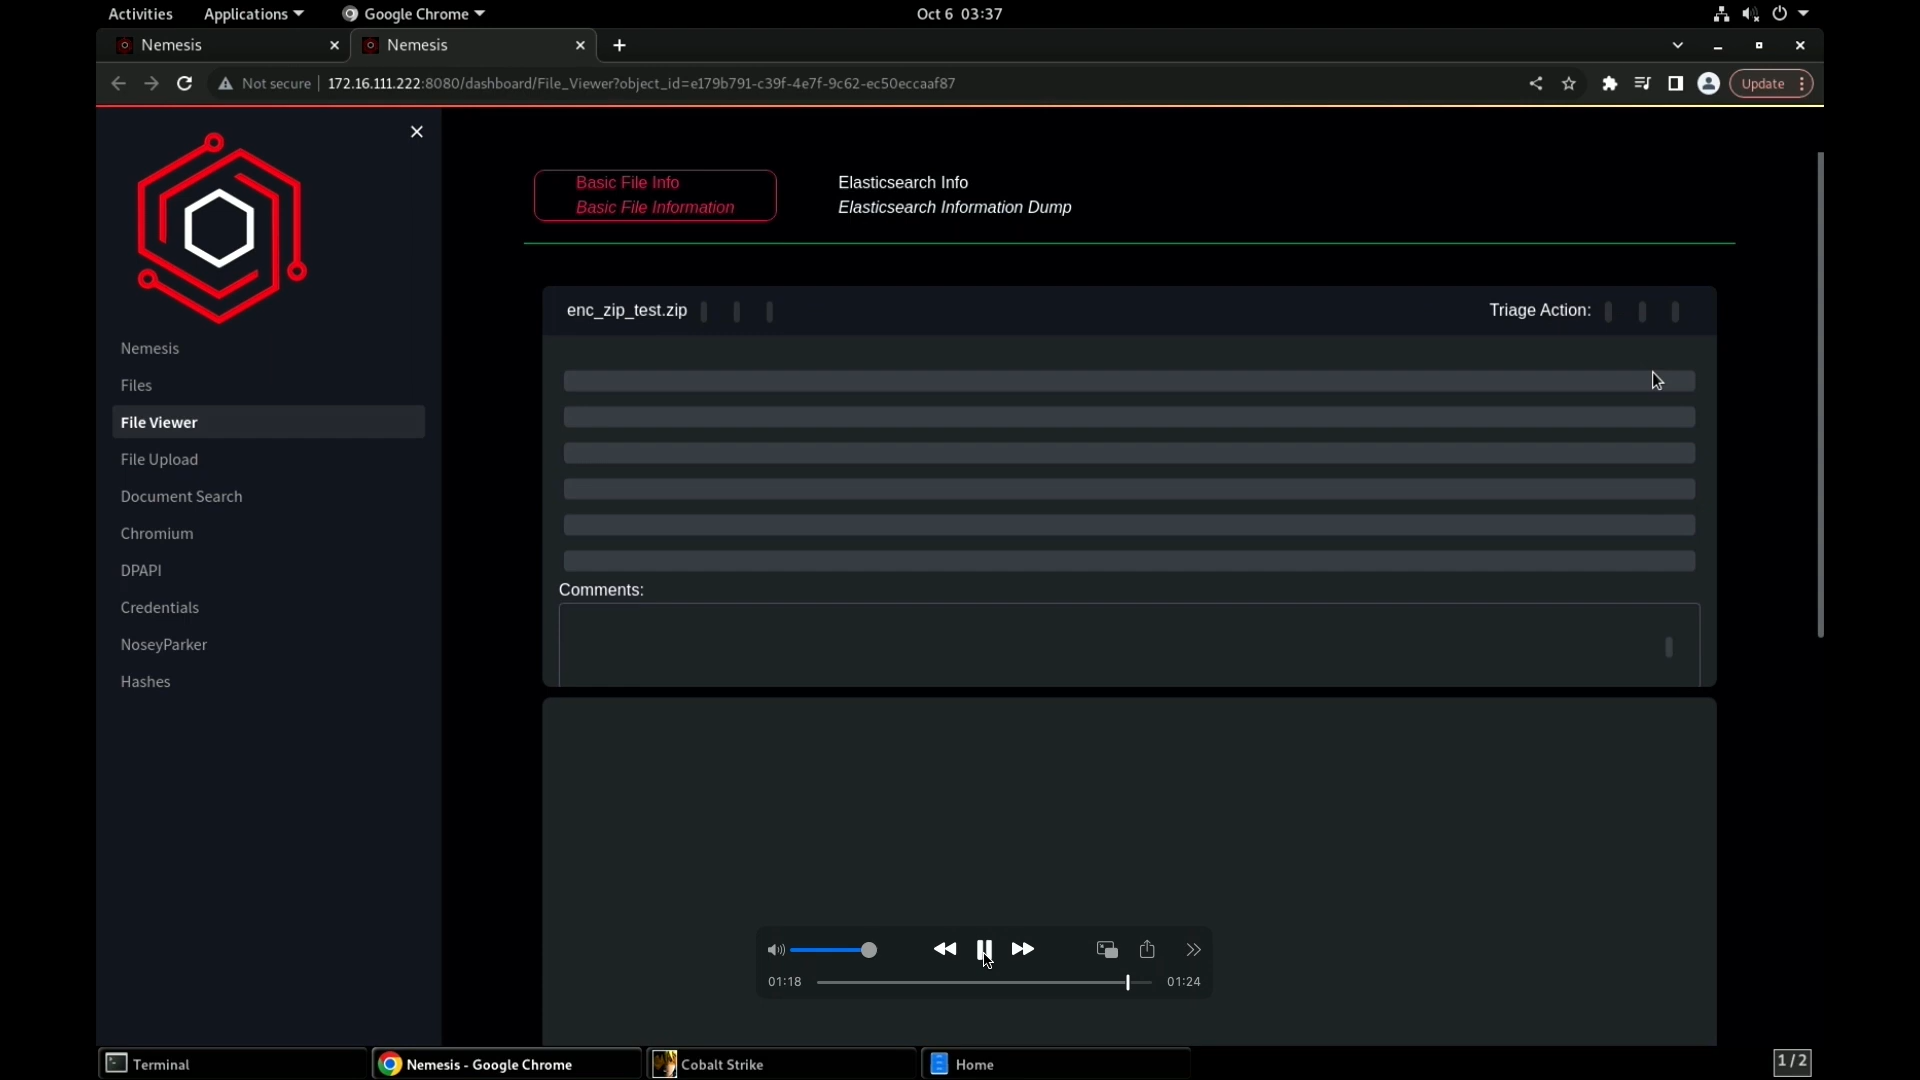 Activities
Applications
Google Chrome
Oct 6 03:37
Nemesis
Nemesis
Not secure
172.16.111.222:8080/dashboard/File_Viewer?object_id=e179b791-c39f-4e7f-9c62-ec50eccaaf87
Update
Basic File Info
Basic File Information
Elasticsearch Info
Elasticsearch Information Dump
enc_zip_test.zip
Triage Action:
Nemesis
Files
File Viewer
File Upload
Document Search
Chromium
DPAPI
Credentials
NoseyParker
Hashes
Comments:
01:18
01:24
Terminal
Nemesis - Google Chrome
Cobalt Strike
Home
1/2